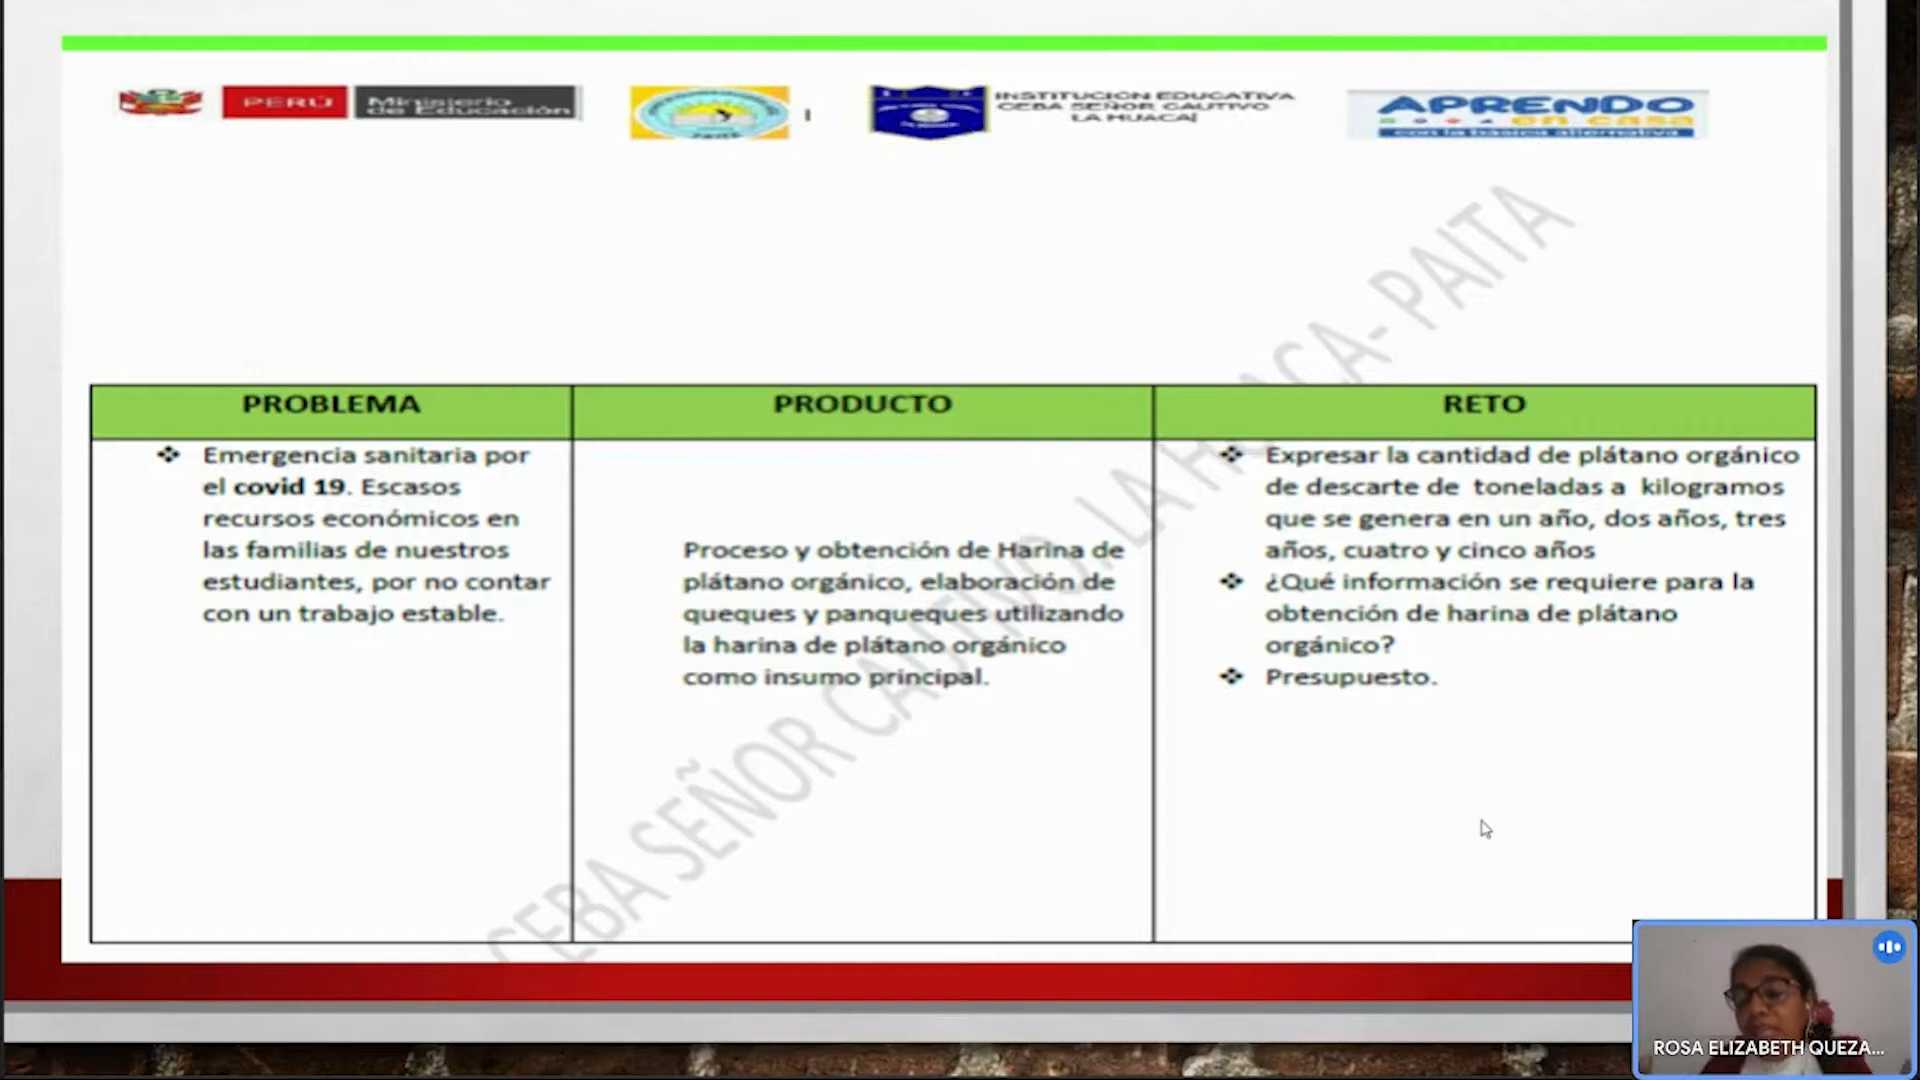 PERÚ
Ministerio
de Educación
INSTITUCION EDUCATIVA
CEBA SEÑOR CAUTIVO
LA HUACA
APRENDO
en casa
con la básica alternativa
PROBLEMA
PRODUCTO
RETO
Emergencia sanitaria por
el covid 19. Escasos
recursos económicos en
las familias de nuestros
estudiantes, por no contar
con un trabajo estable.
Proceso y obtención de Harina de
plátano orgánico, elaboración de
queques y panqueques utilizando
la harina de plátano orgánico
como insumo principal.
Expresar la cantidad de plátano orgánico
de descarte de toneladas a kilogramos
que se genera en un año, dos años, tres
años, cuatro y cinco años
¿Qué información se requiere para la
obtención de harina de plátano
orgánico?
Presupuesto.
CEBA SEÑOR CAUTIVO. LA HUACA- PAITA
ROSA ELIZABETH QUEZA...